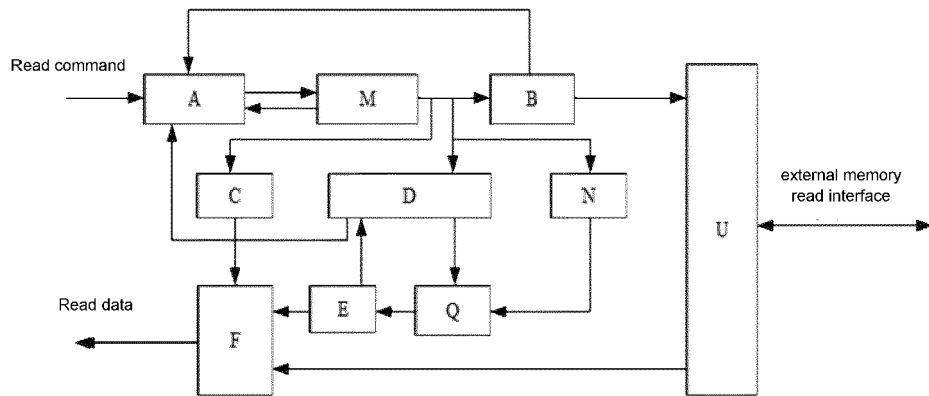 Read command
A
M
B
C
D
N
external memory
read interface
U
Read data
F
E
Q